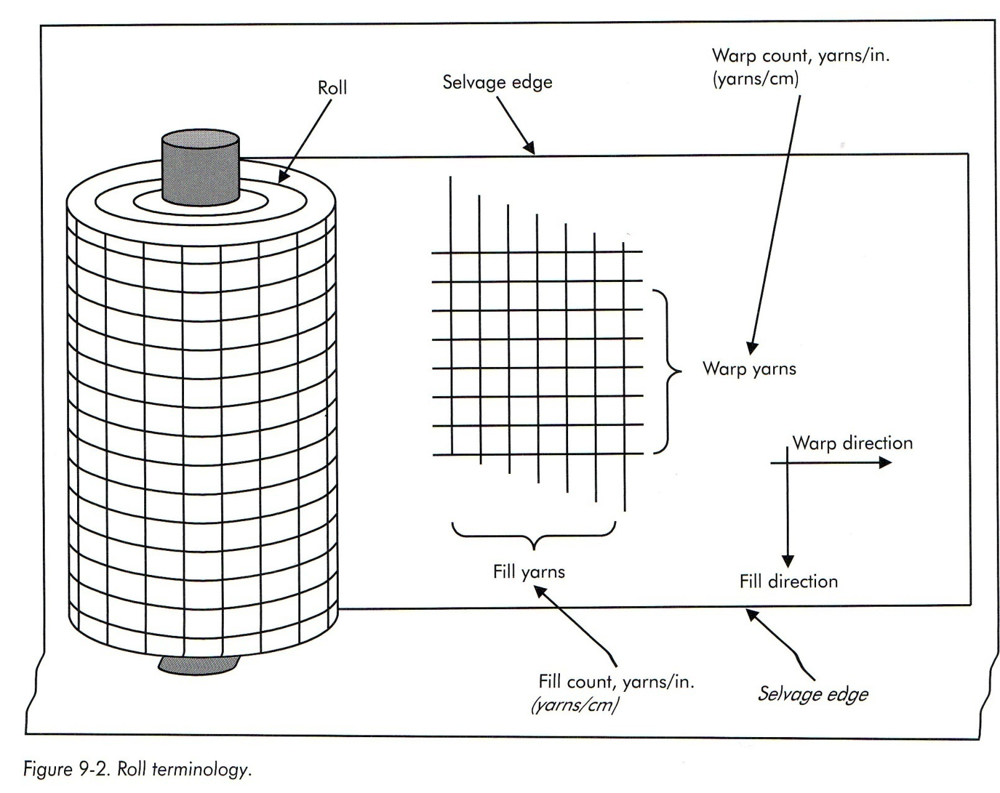 Warp count, yarns/in.
(yarns/cm)
Roll
Selvage edge
Warp yarns
Warp direction
Fill yarns
Fill direction
Fill count, yarns/in.
(yarns/cm)
Selvage edge
Figure 9-2. Roll terminology.